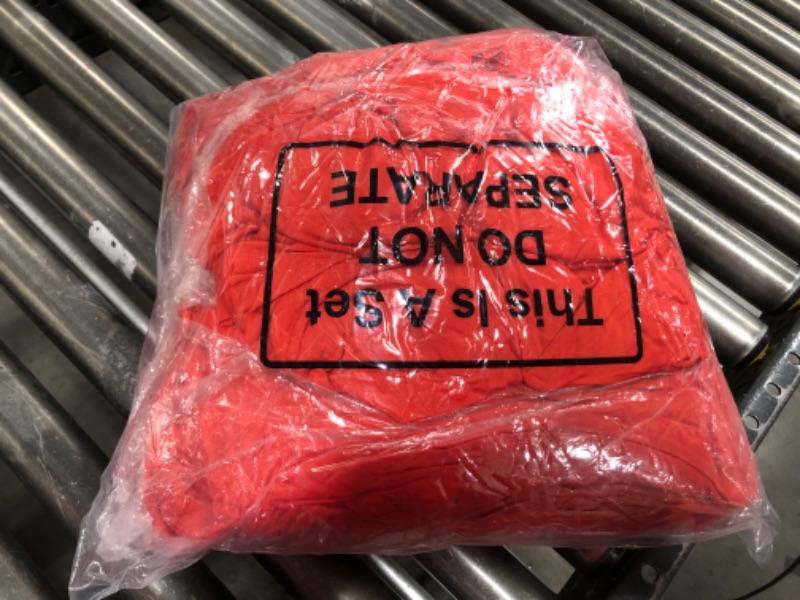 This Is A Set
DO NOT
SEPARATE